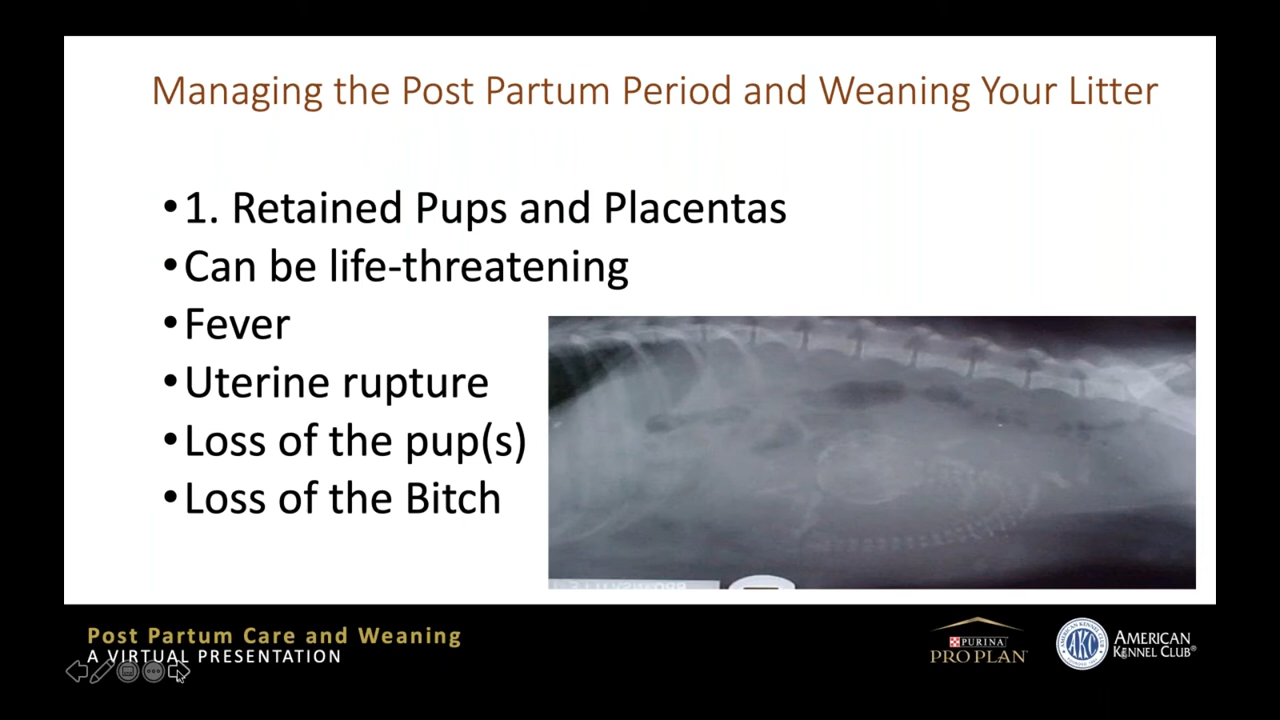 Managing the Post Partum Period and Weaning Your Litter
•1. Retained Pups and Placentas
•Can be life-threatening
•Fever
•Uterine rupture
•Loss of the pup(s)
•Loss of the Bitch
Post Partum Care and Weaning
A VIRTUAL PRESENTATION
PURINA
PRO PLAN
AKC
AMERICAN
KENNEL CLUB®